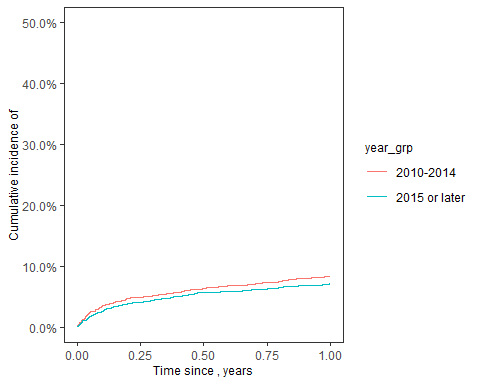 50.0%
40.0%
30.0%
20.0%
10.0%
0.0%
Cumulative incidence of
0.00 0.25 0.50 0.75 1.00
Time since , years
year_grp
2010-2014
2015 or later